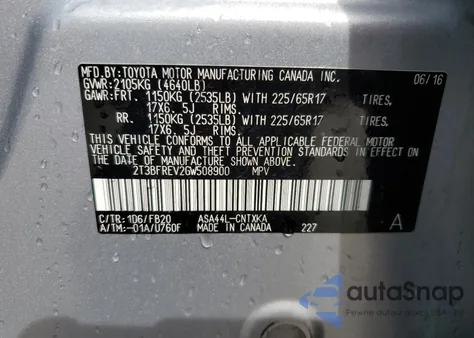 MFD.BY:TOYOTA MOTOR MANUFACTURING CANADA INC.
06/16
GVWR:2105KG (4640LB)
GAWR:FRT. 1150KG (2535LB) WITH 225/65R17 TIRES,
17X6. 5J RIMS,
RR. 1150KG (2535LB) WITH 225/65R17 TIRES,
17X6. 5J RIMS,
THIS VEHICLE CONFORMS TO ALL APPLICABLE FEDERAL MOTOR
VEHICLE SAFETY AND THEFT PREVENTION STANDARDS IN
EFFECT ON THE DATE OF MANUFACTURE SHOWN ABOVE.
2T3BFREV2GW508900 MPV
C/TR:1D6/FB20 ASA44L-CNTXKA A
A/TM:-01A/U760F 227
autoSnap